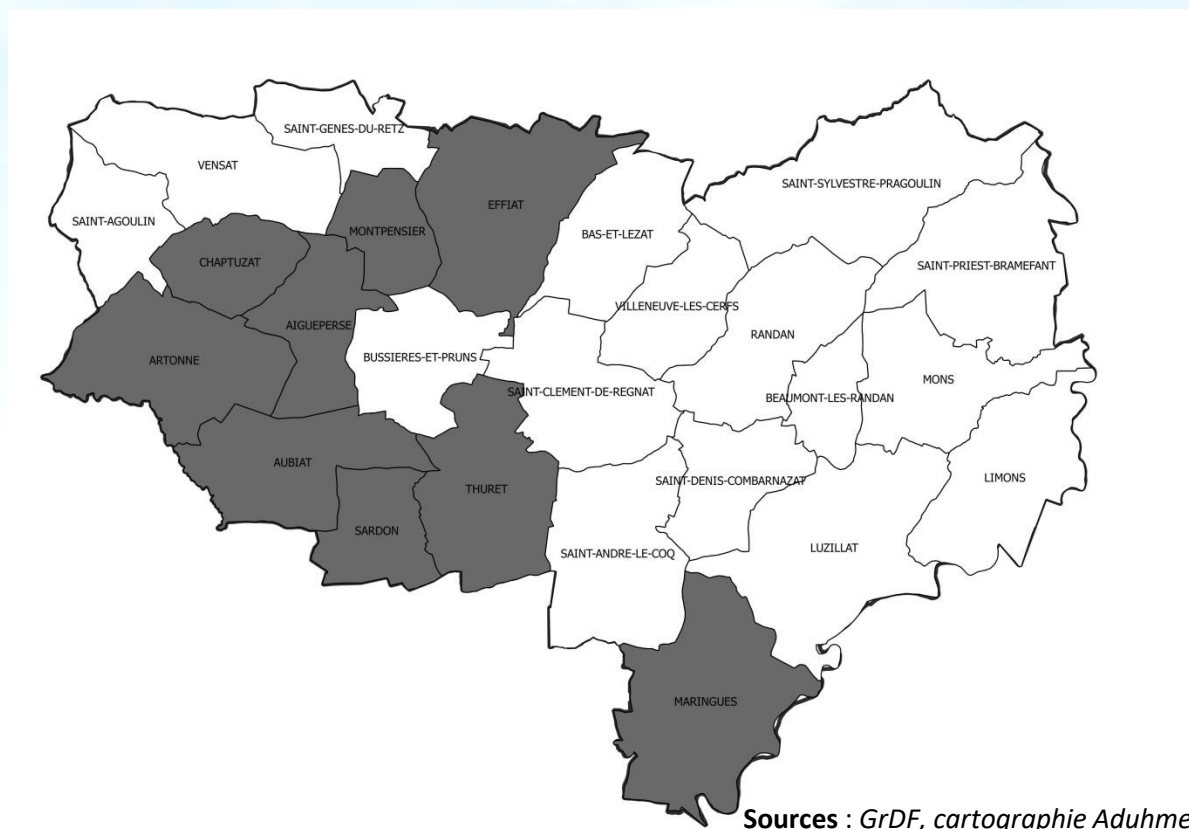 SAINT-GENES-DU-RETZ
VENSAT
SAINT-SYLVESTRE-PRAGOULIN
EFFIAT
SAINT-AGOULIN
MONTPENSIER
BAS-ET-LEZAT
CHAPTUZAT
SAINT-PRIEST-BRAMEFANT
VILLENEUVE-LES-CERFS
AIGUEPERSE
RANDAN
BUSSIERES-ET-PRUNS
ARTONNE
MONS
SAINT-CLEMENT-DE-REGNAT
BEAUMONT-LES-RANDAN
AUBIAT
THURET
SAINT-DENIS-COMBARNAZAT
LIMONS
SARDON
SAINT-ANDRE-LE-COQ
LUZILLAT
MARINGUES
Sources : GrDF, cartographie Aduhme